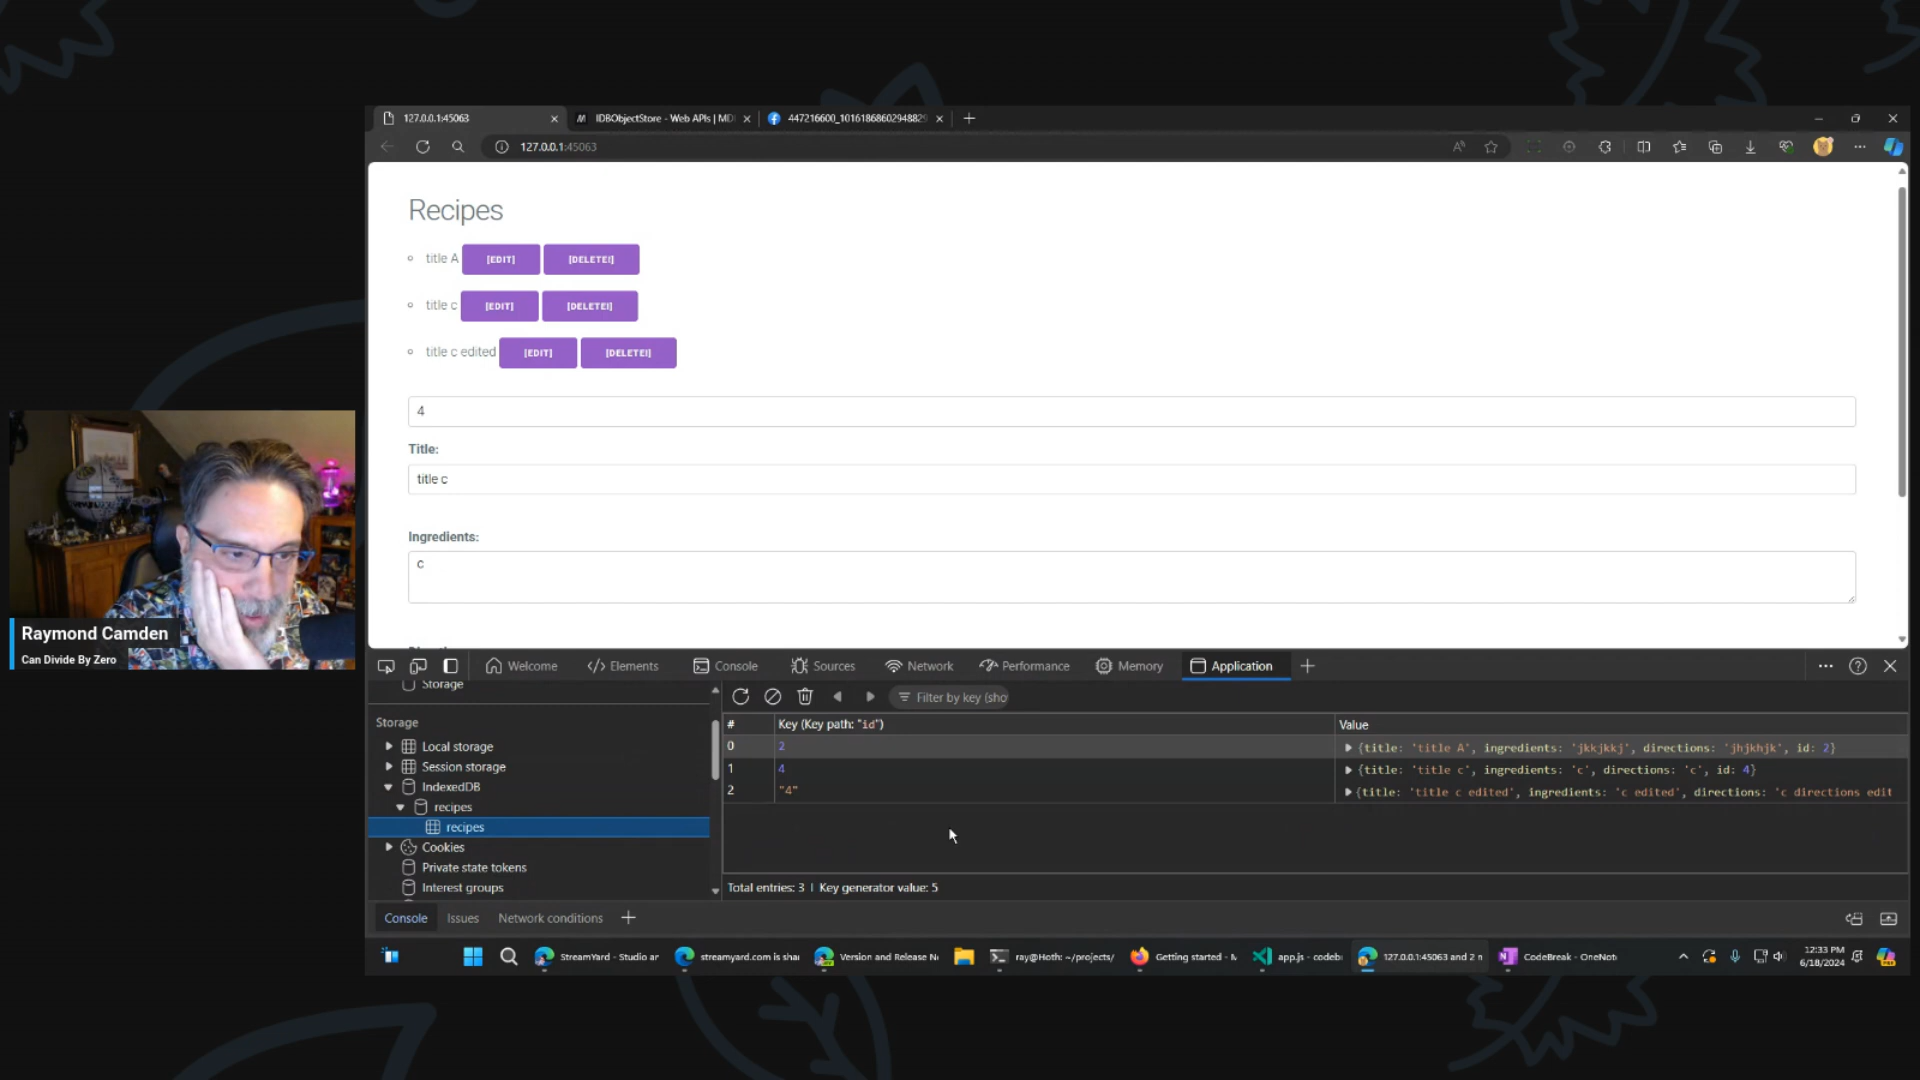 127.0.0.1:45063
IDBObjectStore - Web APIs | MD
447216600_10161868602948829
127.0.0.1:45063
Recipes
title A [EDIT] [DELETE!]
title c [EDIT] [DELETE!]
title c edited [EDIT] [DELETE!]
4
Title:
title c
Ingredients:
c
Raymond Camden
Can Divide By Zero
Welcome
Elements
Console
Sources
Network
Performance
Memory
Application
Storage
Storage
Local storage
Session storage
IndexedDB
recipes
recipes
Cookies
Private state tokens
Interest groups
Filter by key (sho
# Key (Key path: "id") Value
0 2 {title: 'title A', ingredients: 'jkkjkkj', directions: 'jhjkhjk', id: 2}
1 4 {title: 'title c', ingredients: 'c', directions: 'c', id: 4}
2 "4" {title: 'title c edited', ingredients: 'c edited', directions: 'c directions edit
Total entries: 3 | Key generator value: 5
Console
Issues
Network conditions
StreamYard - Studio ar
streamyard.com is shar
Version and Release N
ray@Hoth: ~/projects/
Getting started - M
app.js - codeb
127.0.0.1:45063 and 2 n
CodeBreak - OneNot
12:33 PM
6/18/2024